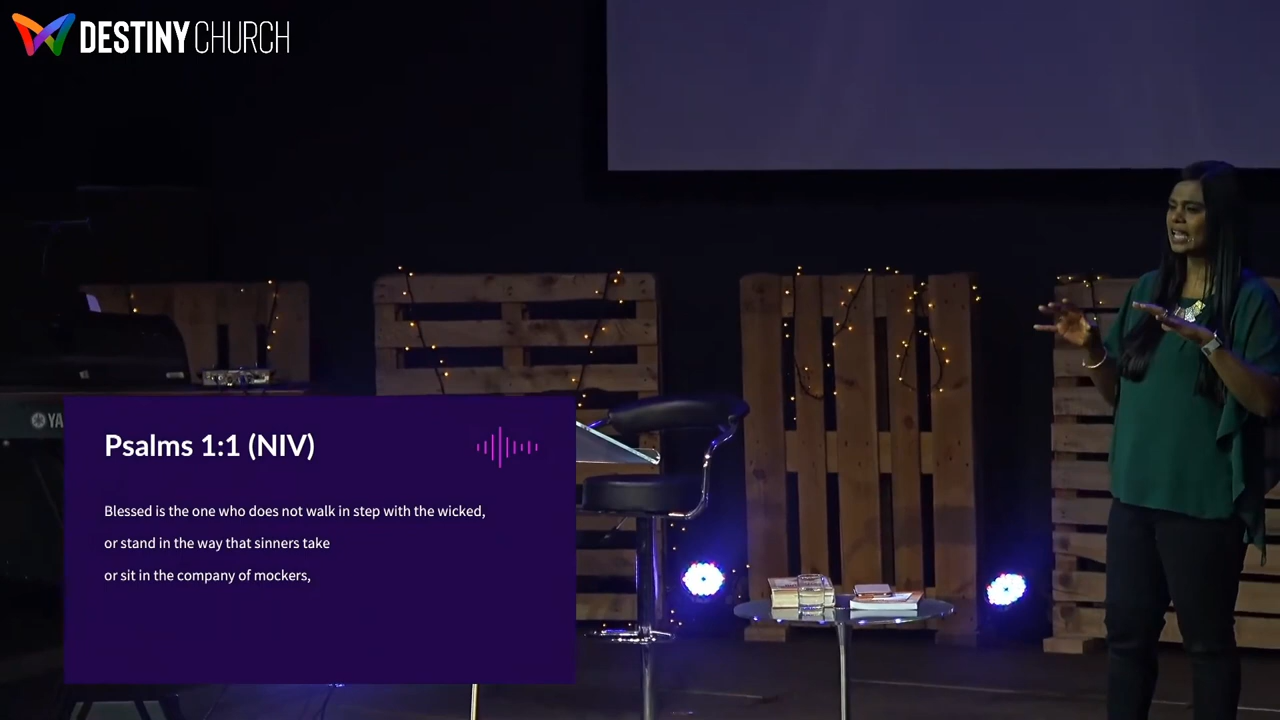 DESTINY CHURCH
YA
Psalms 1:1 (NIV)
Blessed is the one who does not walk in step with the wicked,
or stand in the way that sinners take
or sit in the company of mockers,